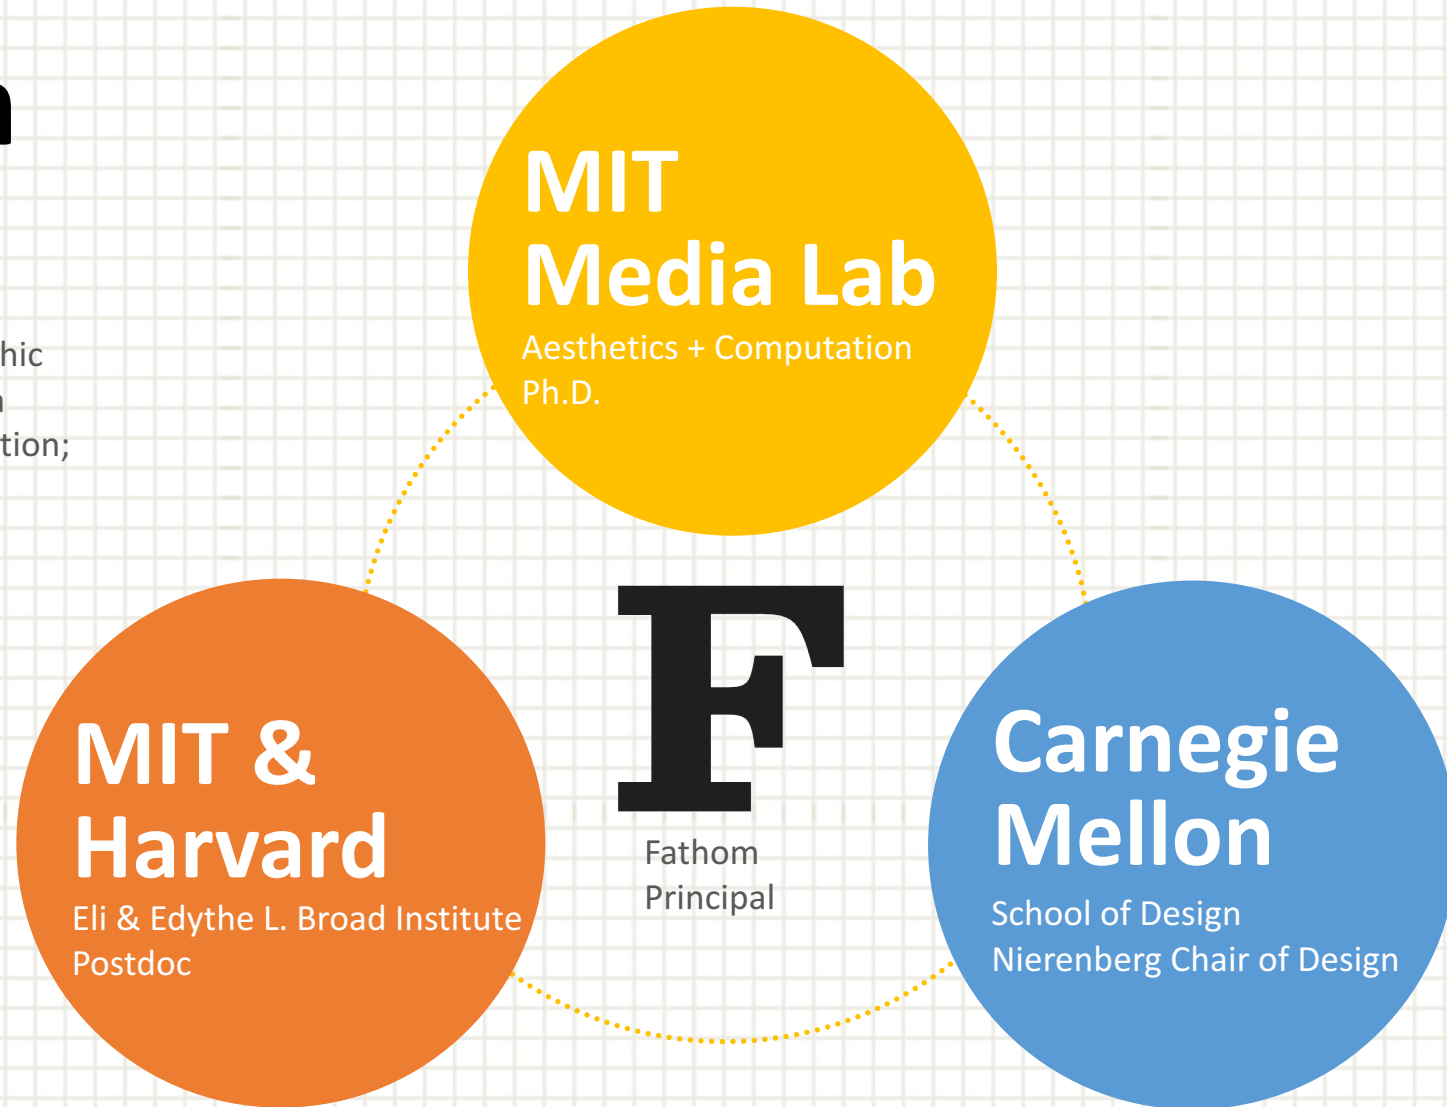 MIT
Media Lab
Aesthetics + Computation
Ph.D.
tion;
MIT &
Harvard
Eli & Edythe L. Broad Institute
Postdoc
F
Fathom
Principal
Carnegie
Mellon
School of Design
Nierenberg Chair of Design